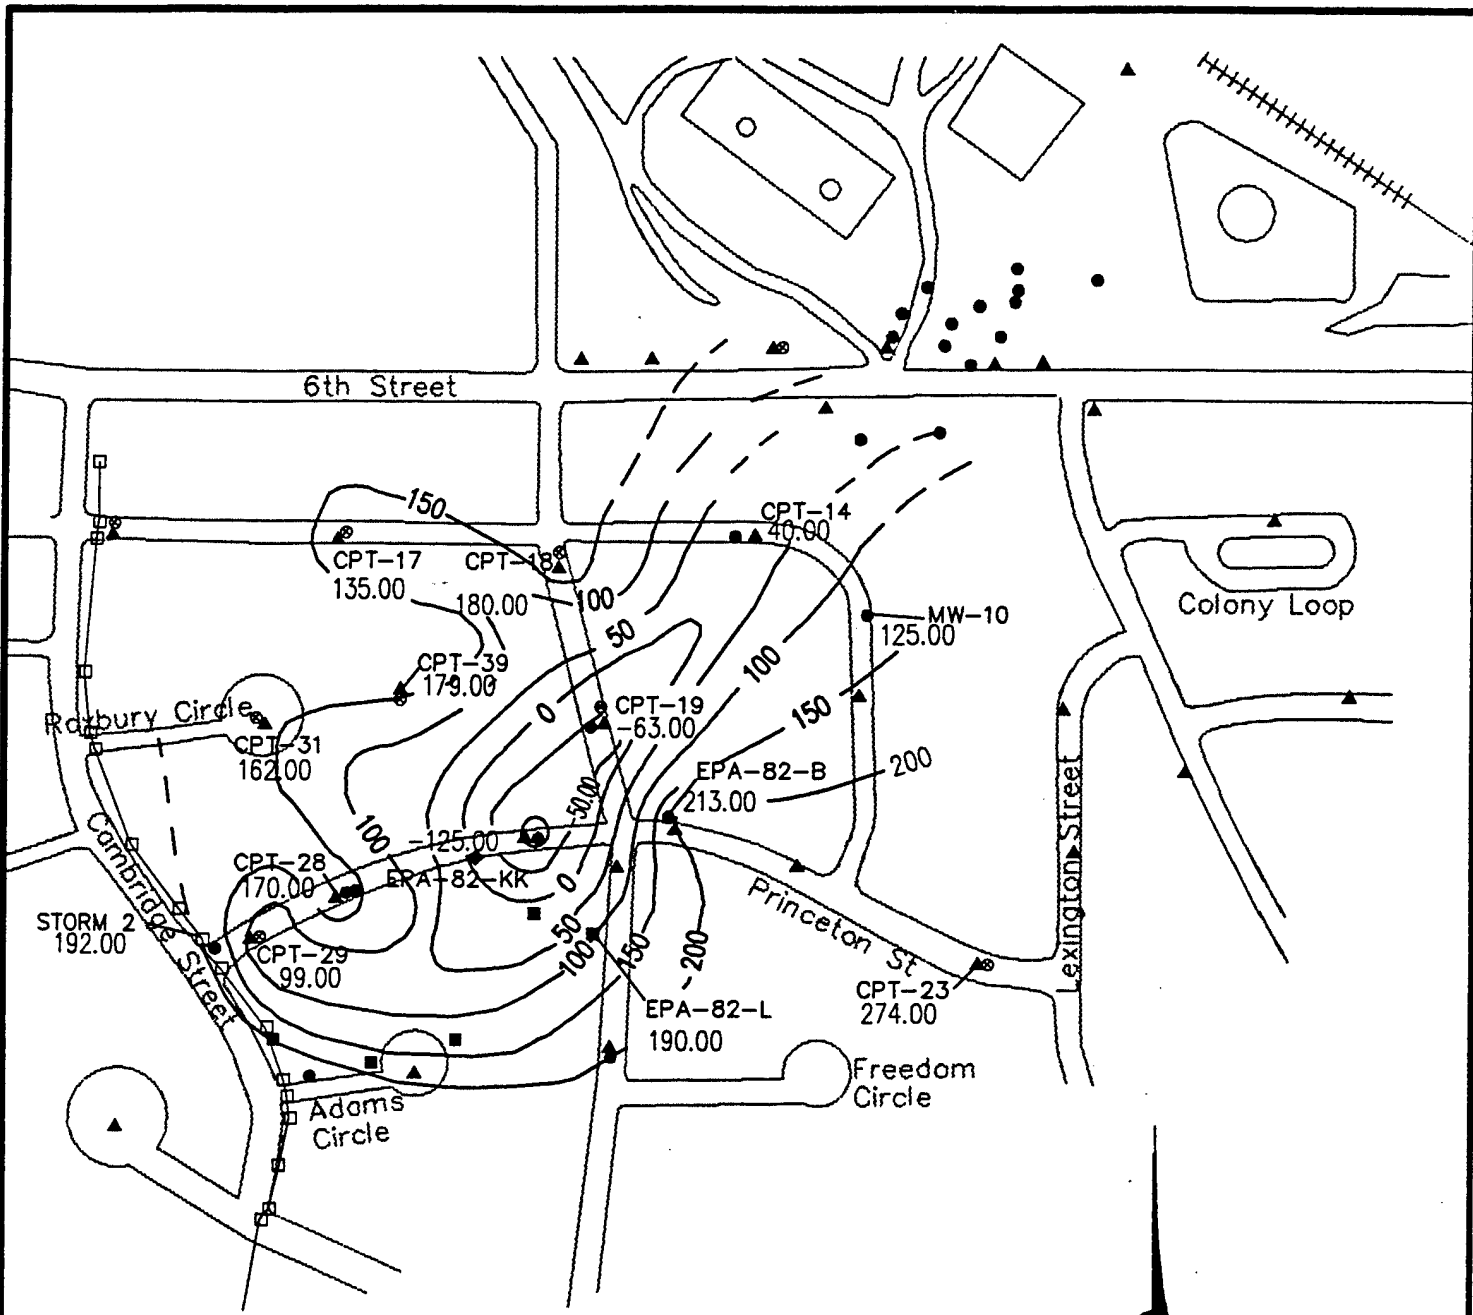 6th Street
150
CPT-14
40.00
CPT-17
135.00
CPT-18
180.00
100
50
MW-10
125.00
Colony Loop
CPT-39
179.00
100
150
0
CPT-19
-63.00
Roxbury Circle
CPT-31
162.00
200
EPA-82-B
213.00
50.00
100
-125.00
Cambridge Street
CPT-28
170.00
EPA-82-KK
0
Princeton St
Lexington Street
STORM 2
192.00
50
CPT-29
99.00
100
150
200
CPT-23
274.00
EPA-82-L
190.00
Freedom
Circle
Adams
Circle